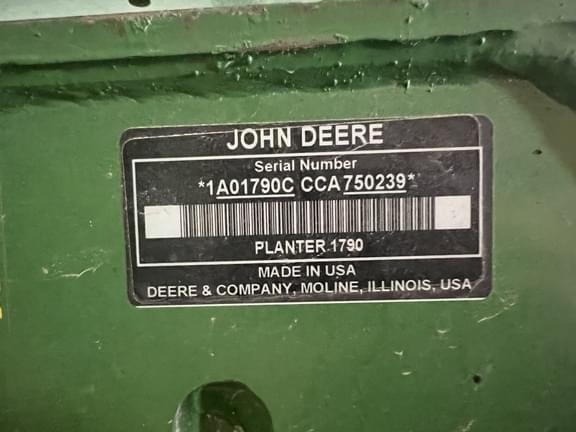 JOHN DEERE
Serial Number
*1A01790C CCA750239*
PLANTER 1790
MADE IN USA
DEERE & COMPANY, MOLINE, ILLINOIS, USA